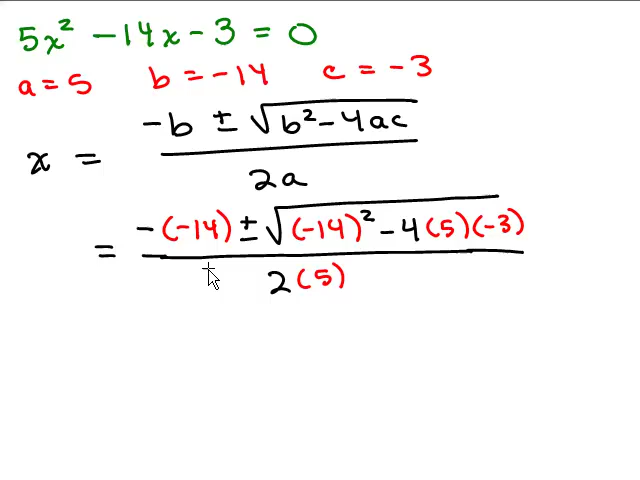 5x² - 14x - 3 = 0
a = 5 b = -14 c = -3
x = (-b ± √(b² - 4ac)) / 2a
= (-(-14) ± √((-14)² - 4(5)(-3))) / 2(5)